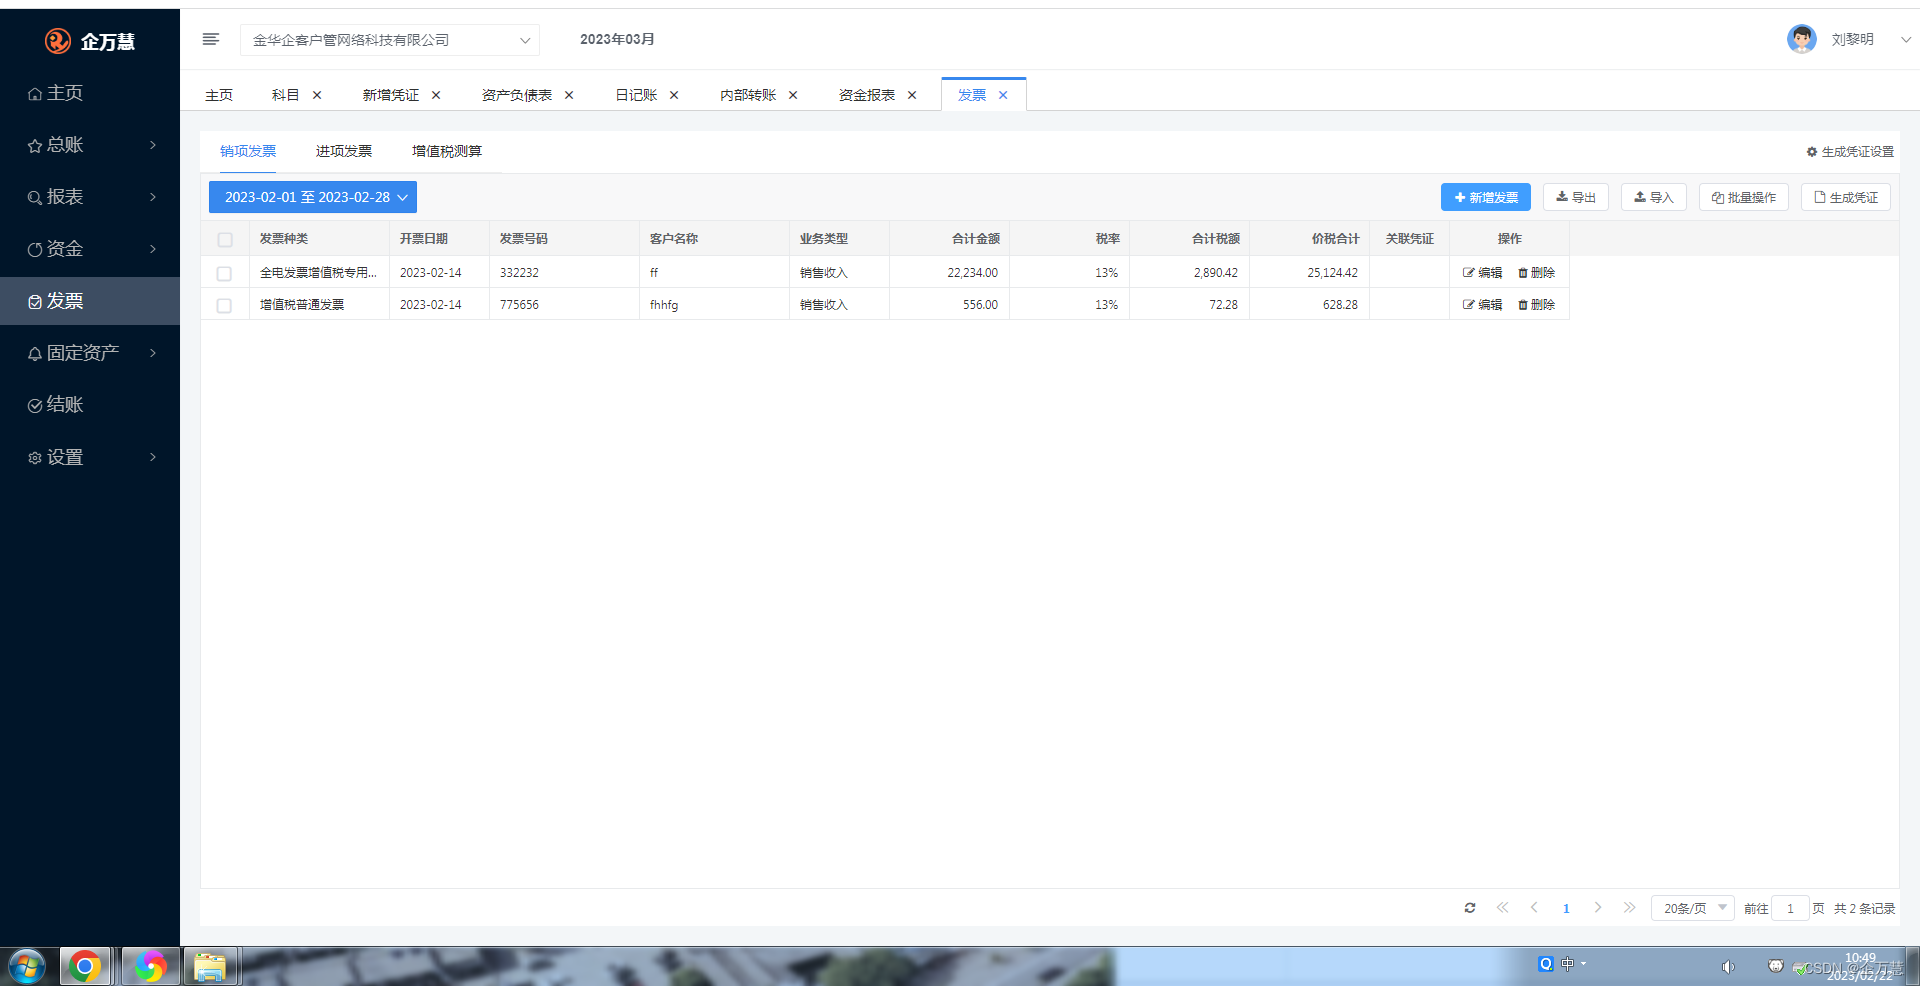 企万慧
金华企客户管网络科技有限公司
2023年03月
刘黎明
主页
总账
报表
资金
发票
固定资产
结账
设置
主页 科目 新增凭证 资产负债表 日记账 内部转账 资金报表 发票
销项发票 进项发票 增值税测算 生成凭证设置
2023-02-01 至 2023-02-28 新增发票 导出 导入 批量操作 生成凭证
发票种类 开票日期 发票号码 客户名称 业务类型 合计金额 税率 合计税额 价税合计 关联凭证 操作
全电发票增值税专用... 2023-02-14 332232 ff 销售收入 22,234.00 13% 2,890.42 25,124.42 编辑 删除
增值税普通发票 2023-02-14 775656 fhhfg 销售收入 556.00 13% 72.28 628.28 编辑 删除
1 20条/页 前往 1 页 共 2 条记录
中
10:49
CSDN @企万慧
2023/02/22